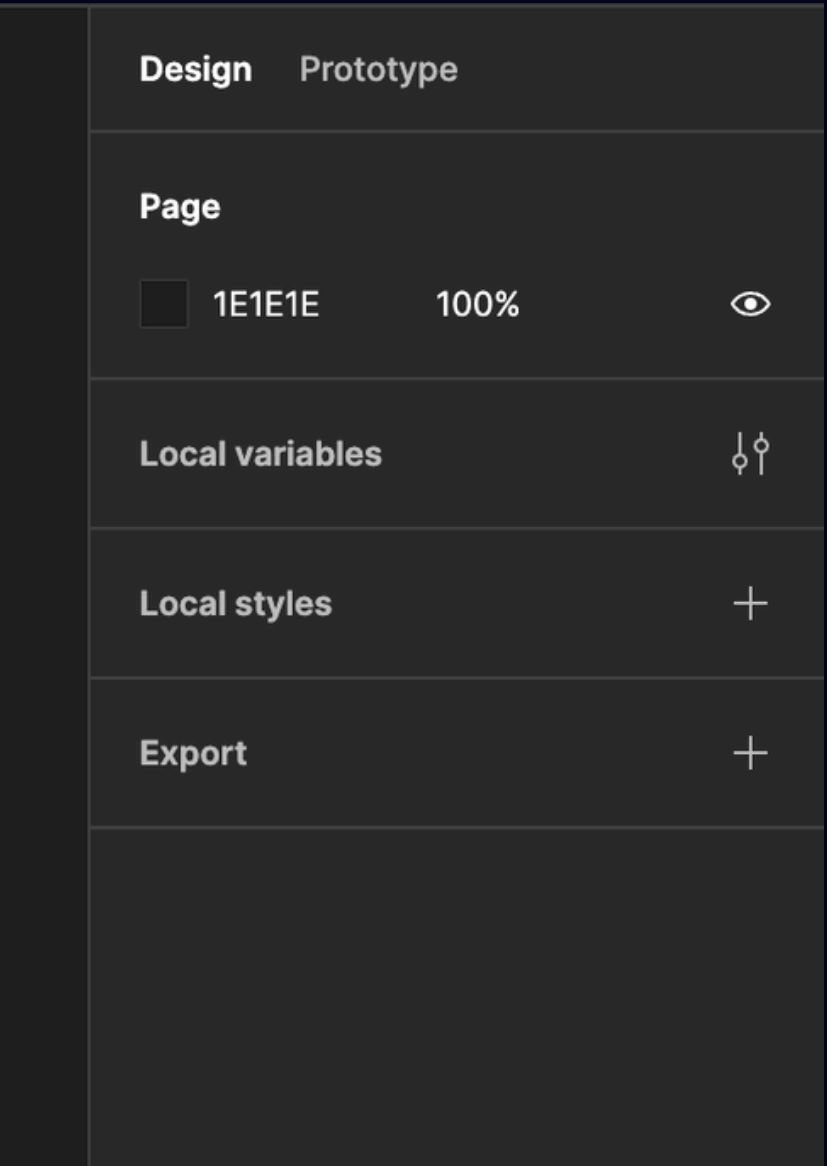 Design Prototype
Page
1E1E1E 100%
Local variables
Local styles
Export